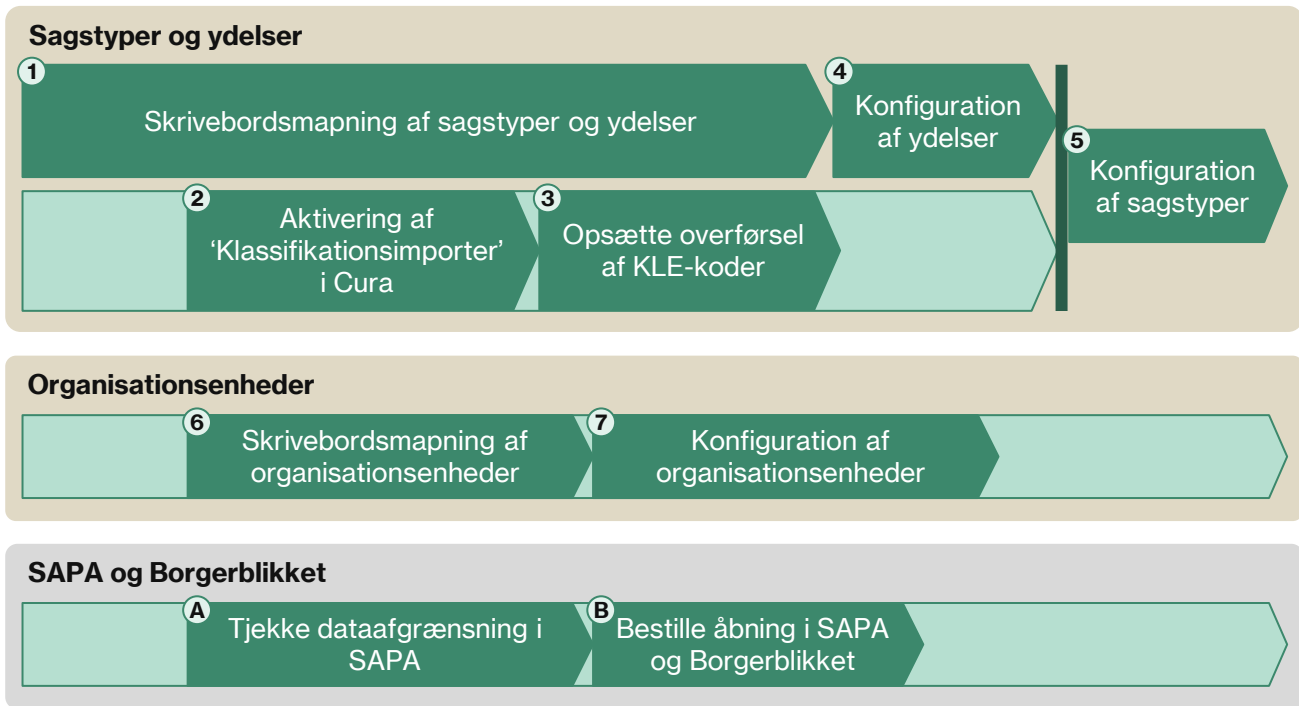 Sagstyper og ydelser
1
Skrivebordsmapning af sagstyper og ydelser
4
Konfiguration
af ydelser
5
Konfiguration
af sagstyper
2
Aktivering af
‘Klassifikationsimporter’
i Cura
3
Opsætte overførsel
af KLE-koder
Organisationsenheder
6
Skrivebordsmapning af
organisationsenheder
7
Konfiguration af
organisationsenheder
SAPA og Borgerblikket
A
Tjekke dataafgrænsning i
SAPA
B
Bestille åbning i SAPA
og Borgerblikket